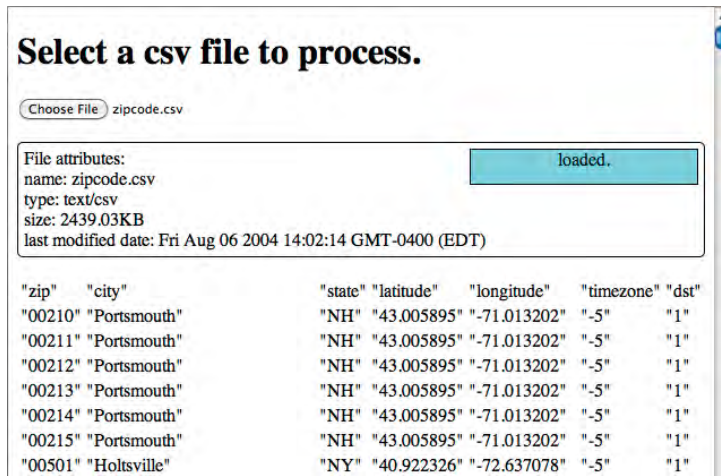 Select a csv file to process.
Choose File zipcode.csv
File attributes:
loaded.
name: zipcode.csv
type: text/csv
size: 2439.03KB
last modified date: Fri Aug 06 2004 14:02:14 GMT-0400 (EDT)
"zip" "city" "state" "latitude" "longitude" "timezone" "dst"
"00210" "Portsmouth" "NH" "43.005895" "-71.013202" "-5" "1"
"00211" "Portsmouth" "NH" "43.005895" "-71.013202" "-5" "1"
"00212" "Portsmouth" "NH" "43.005895" "-71.013202" "-5" "1"
"00213" "Portsmouth" "NH" "43.005895" "-71.013202" "-5" "1"
"00214" "Portsmouth" "NH" "43.005895" "-71.013202" "-5" "1"
"00215" "Portsmouth" "NH" "43.005895" "-71.013202" "-5" "1"
"00501" "Holtsville" "NY" "40.922326" "-72.637078" "-5" "1"